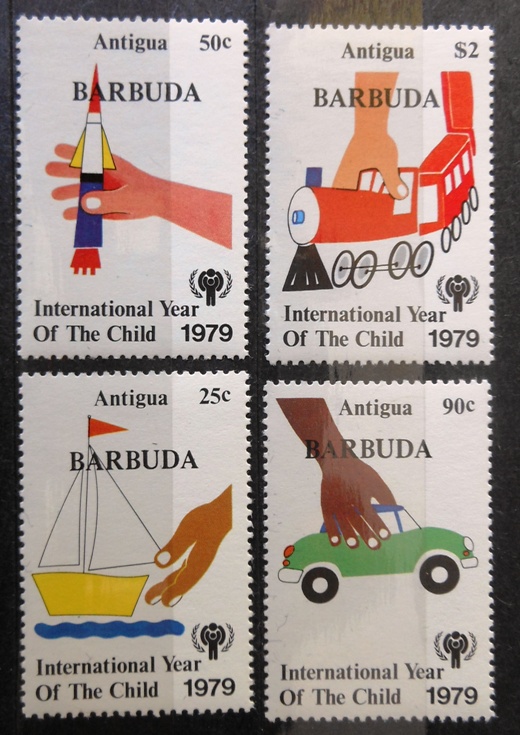 Antigua 50c
BARBUDA
International Year
Of The Child 1979
Antigua $2
BARBUDA
International Year
Of The Child 1979
Antigua 25c
BARBUDA
International Year
Of The Child 1979
Antigua 90c
BARBUDA
International Year
Of The Child 1979